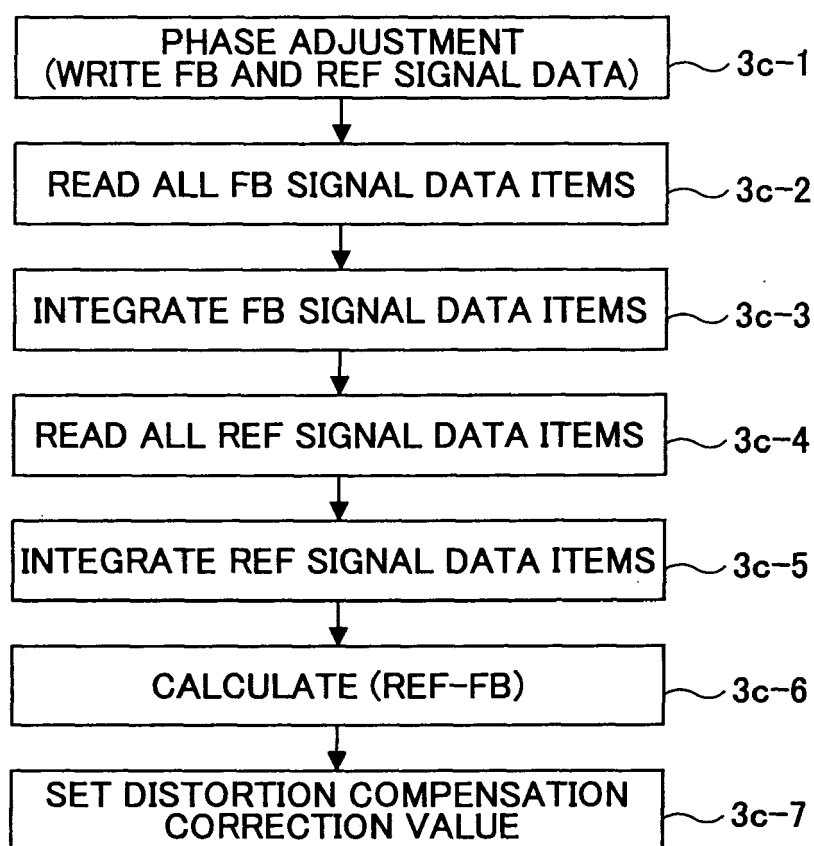 PHASE ADJUSTMENT
(WRITE FB AND REF SIGNAL DATA)
3c-1
READ ALL FB SIGNAL DATA ITEMS
3c-2
INTEGRATE FB SIGNAL DATA ITEMS
3c-3
READ ALL REF SIGNAL DATA ITEMS
3c-4
INTEGRATE REF SIGNAL DATA ITEMS
3c-5
CALCULATE (REF-FB)
3c-6
SET DISTORTION COMPENSATION
CORRECTION VALUE
3c-7